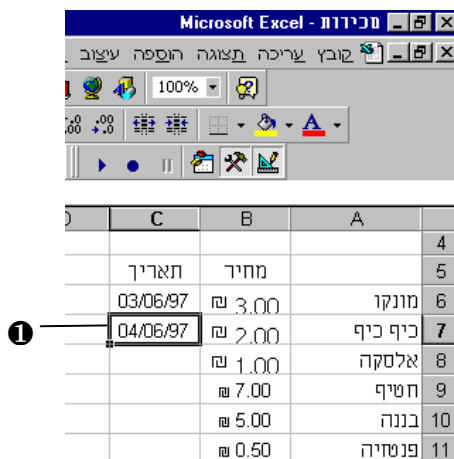 Microsoft Excel - מכירות
קובץ עריכה תצוגה הוספה עיצוב
100%
A B C D
4
5 מחיר תאריך
6 מונקו ₪ 3.00 03/06/97
7 כיף כיף ₪ 2.00 04/06/97
8 אלסקה ₪ 1.00
9 חטיף ₪ 7.00
10 בננה ₪ 5.00
11 פנטזיה ₪ 0.50
❶